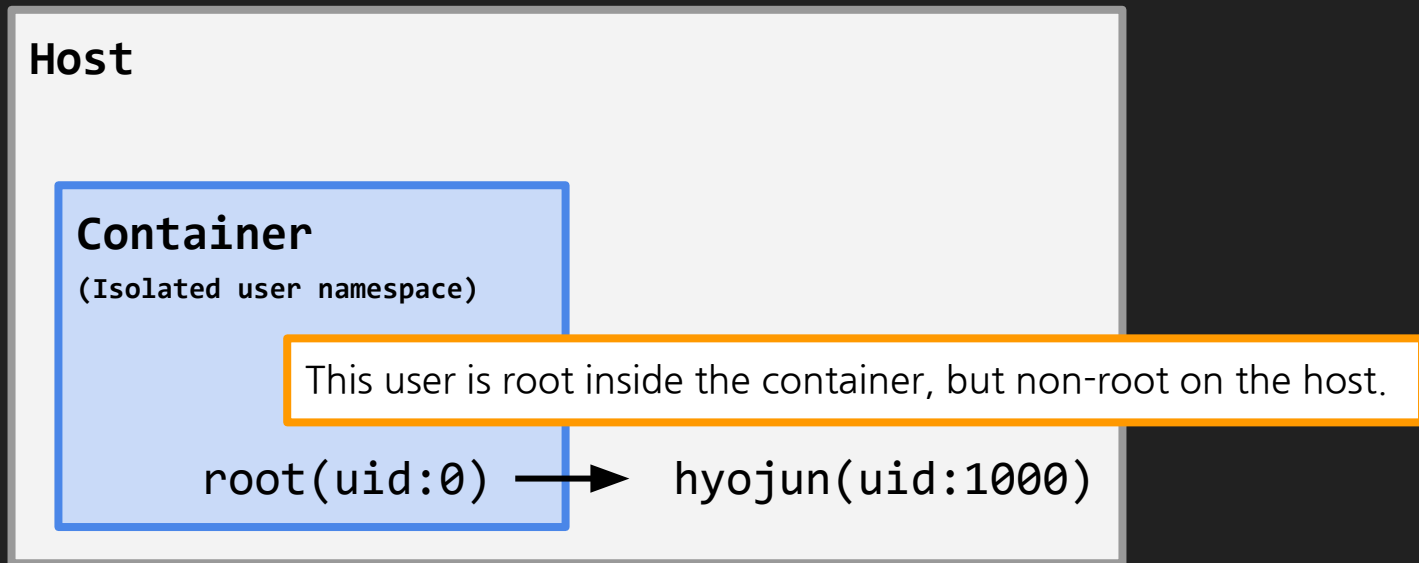 Host
Container
(Isolated user namespace)
This user is root inside the container, but non-root on the host.
root(uid:0) → hyojun(uid:1000)